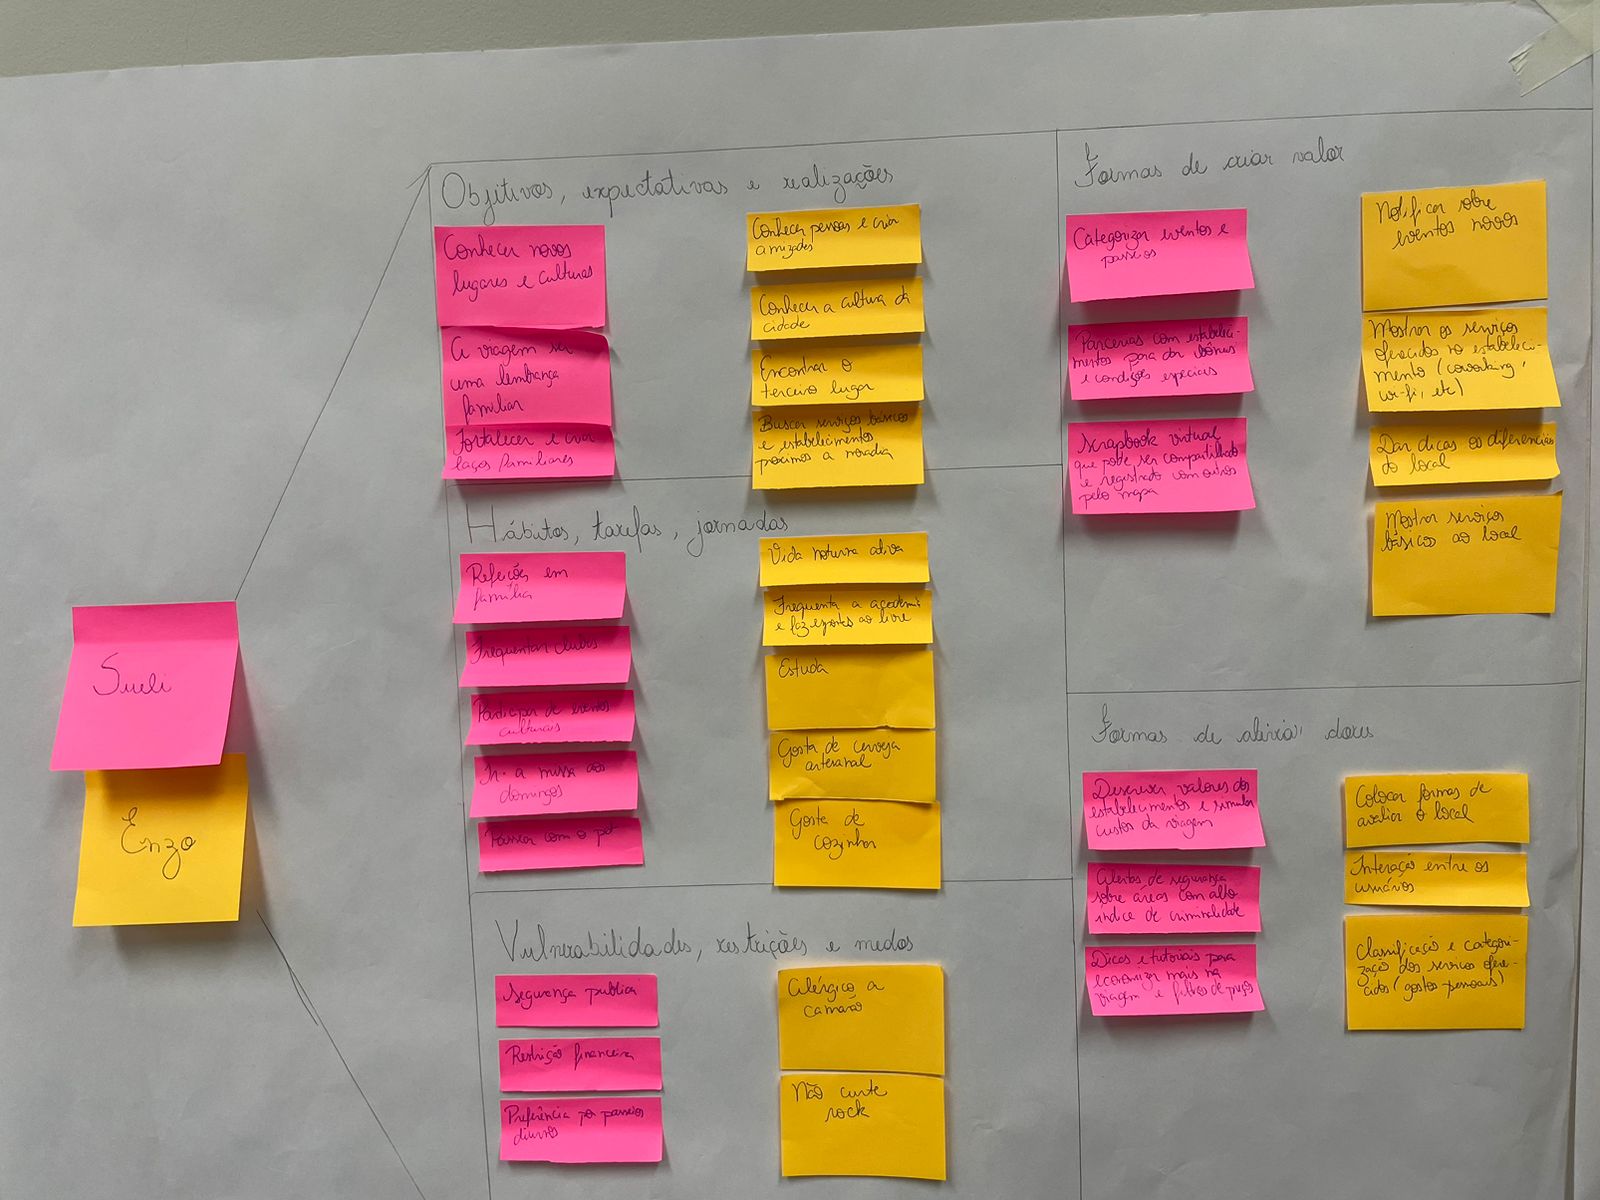 Objetivos, expectativas e realizações
Conhecer novos
lugares e culturas
A viagem ser
uma lembrança
familiar
Fortalecer e criar
laços familiares
Conhecer pessoas e criar
amizades
Conhecer a cultura da
cidade
Encontrar o
terceiro lugar
Buscar serviços básicos
e estabelecimentos
próximos a moradia
Hábitos, tarefas, jornadas
Refeições em
família
Frequentar clubes
Participar de eventos
culturais
Ir a missa aos
domingos
Passear com o pet
Vida noturna ativa
Frequenta a academia
e faz esportes ao livre
Estuda
Gosta de cerveja
artesanal
Gosta de
cozinhar
Vulnerabilidades, restrições e medos
Segurança publica
Restrição financeira
Preferência por passeios
diurnos
Alérgico a
camarão
Não curte
rock
Formas de criar valor
Categorizar eventos e
passeios
Parcerias com estabeleci-
mentos para dar bônus
e condições especiais
Scrapbook virtual
que pode ser compartilhado
e registrado com outros
pelo mapa
Notificar sobre
eventos novos
Mostrar os serviços
oferecidos no estabeleci-
mento (coworking,
wi-fi, etc)
Dar dicas os diferenciais
do local
Mostrar serviços
básicos ao local
Formas de aliviar dores
Descrever valores dos
estabelecimentos e simular
custos da viagem
Alertas de segurança
sobre áreas com alto
índice de criminalidade
Dicas e tutoriais para
economizar mais na
viagem e filtros de preços
Colocar formas de
avaliar o local
Interação entre os
usuários
Classificação e categori-
zação dos serviços ofere-
cidos (gostos pessoais)
Sueli
Enzo